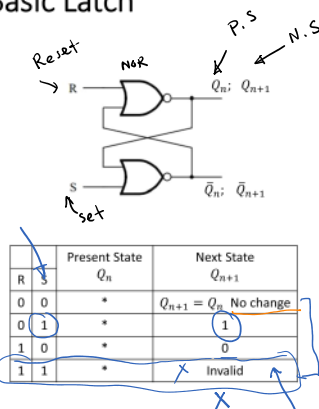 Basic Latch
P.S
N.S
Reset
NOR
R
Qₙ; Qₙ₊₁
S
Q̄ₙ; Q̄ₙ₊₁
set
Present State Next State
R S Qₙ Qₙ₊₁
0 0 * Qₙ₊₁ = Qₙ No change
0 1 * 1
1 0 * 0
1 1 * X Invalid
X